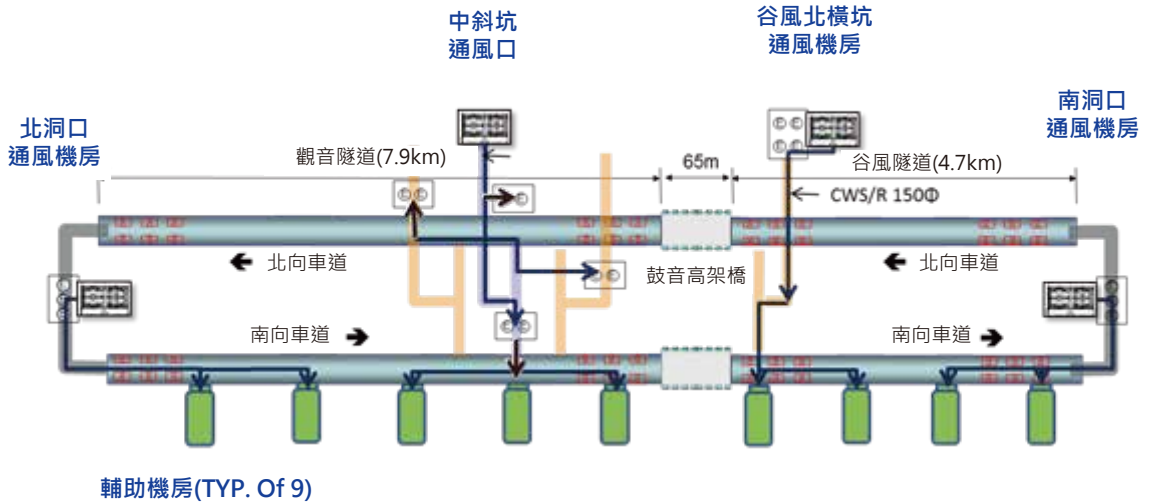 中斜坑
通風口
谷風北橫坑
通風機房
北洞口
通風機房
南洞口
通風機房
觀音隧道(7.9km)
65m
谷風隧道(4.7km)
CWS/R 150Φ
北向車道
鼓音高架橋
北向車道
南向車道
南向車道
輔助機房(TYP. Of 9)